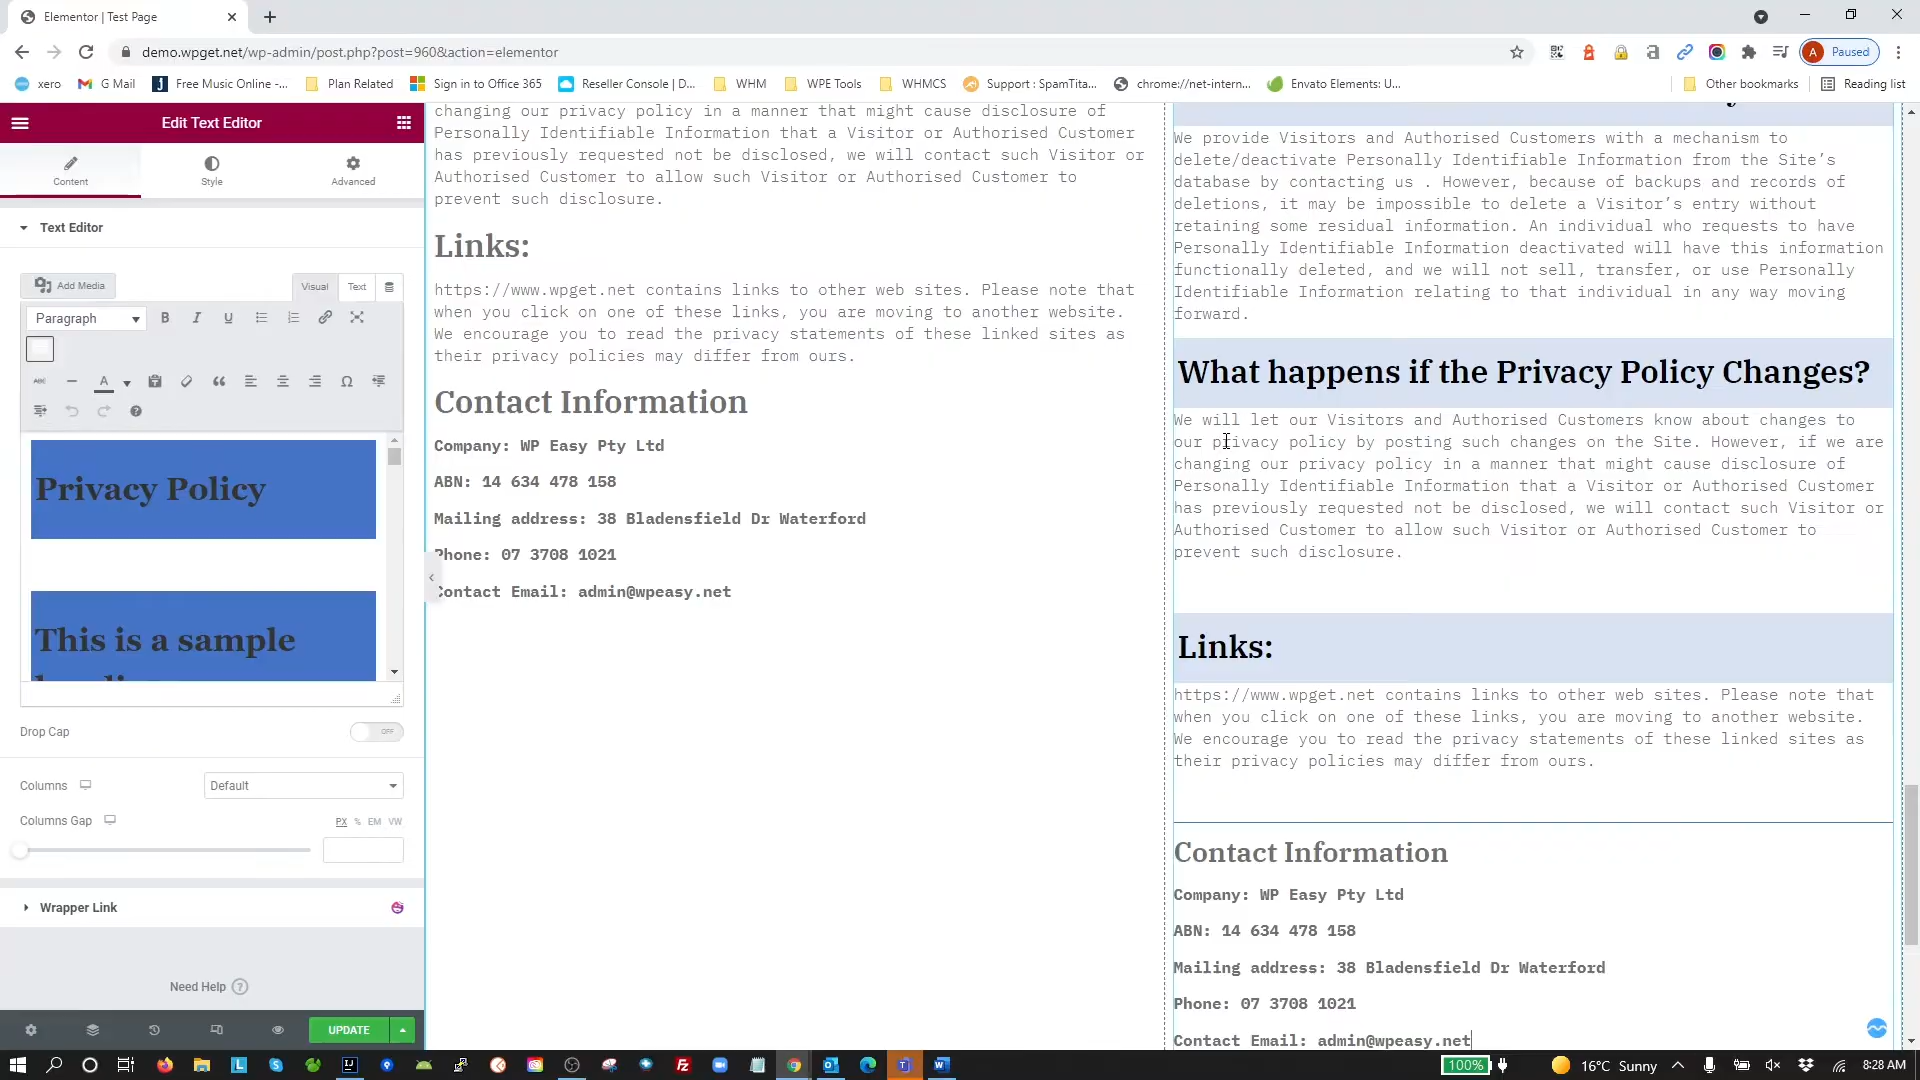 Elementor | Test Page
demo.wpget.net/wp-admin/post.php?post=960&action=elementor
A
Paused
xero
G Mail
Free Music Online -...
Plan Related
Sign in to Office 365
Reseller Console | D...
WHM
WPE Tools
WHMCS
Support : SpamTita...
chrome://net-intern...
Envato Elements: U...
Other bookmarks
Reading list
Edit Text Editor
Content
Style
Advanced
Text Editor
Add Media
Visual
Text
Paragraph
B
I
U
ABC
A
Privacy Policy
This is a sample
Drop Cap
OFF
Columns
Default
Columns Gap
PX
%
EM
VW
Wrapper Link
Need Help
UPDATE
changing our privacy policy in a manner that might cause disclosure of
Personally Identifiable Information that a Visitor or Authorised Customer
has previously requested not be disclosed, we will contact such Visitor or
Authorised Customer to allow such Visitor or Authorised Customer to
prevent such disclosure.
Links:
https://www.wpget.net contains links to other web sites. Please note that
when you click on one of these links, you are moving to another website.
We encourage you to read the privacy statements of these linked sites as
their privacy policies may differ from ours.
Contact Information
Company: WP Easy Pty Ltd
ABN: 14 634 478 158
Mailing address: 38 Bladensfield Dr Waterford
Phone: 07 3708 1021
Contact Email: admin@wpeasy.net
We provide Visitors and Authorised Customers with a mechanism to
delete/deactivate Personally Identifiable Information from the Site’s
database by contacting us . However, because of backups and records of
deletions, it may be impossible to delete a Visitor’s entry without
retaining some residual information. An individual who requests to have
Personally Identifiable Information deactivated will have this information
functionally deleted, and we will not sell, transfer, or use Personally
Identifiable Information relating to that individual in any way moving
forward.
What happens if the Privacy Policy Changes?
We will let our Visitors and Authorised Customers know about changes to
our privacy policy by posting such changes on the Site. However, if we are
changing our privacy policy in a manner that might cause disclosure of
Personally Identifiable Information that a Visitor or Authorised Customer
has previously requested not be disclosed, we will contact such Visitor or
Authorised Customer to allow such Visitor or Authorised Customer to
prevent such disclosure.
Links:
https://www.wpget.net contains links to other web sites. Please note that
when you click on one of these links, you are moving to another website.
We encourage you to read the privacy statements of these linked sites as
their privacy policies may differ from ours.
Contact Information
Company: WP Easy Pty Ltd
ABN: 14 634 478 158
Mailing address: 38 Bladensfield Dr Waterford
Phone: 07 3708 1021
Contact Email: admin@wpeasy.net
100%
16°C Sunny
8:28 AM